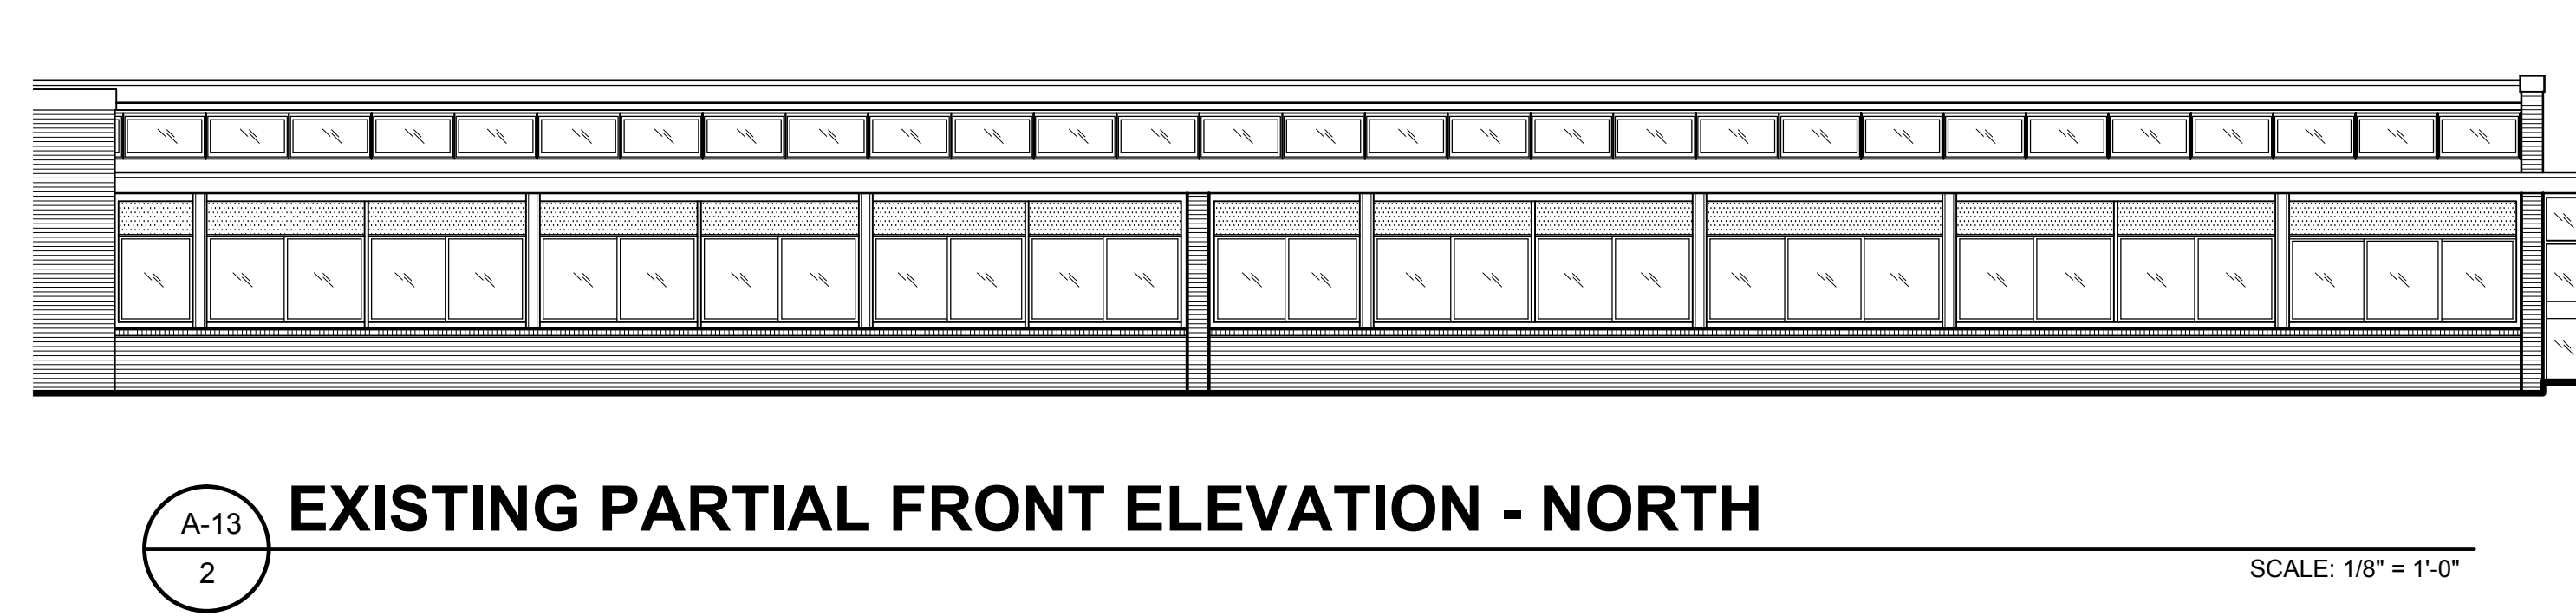 A-13
EXISTING PARTIAL FRONT ELEVATION - NORTH
2
SCALE: 1/8" = 1'-0"